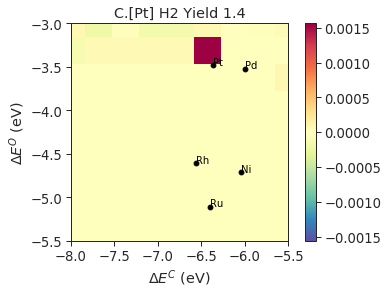 C.[Pt] H2 Yield 1.4
−3.0
−3.5
−4.0
−4.5
−5.0
−5.5
ΔE^O (eV)
Pt
Pd
Rh
Ni
Ru
−8.0 −7.5 −7.0 −6.5 −6.0 −5.5
ΔE^C (eV)
0.0015
0.0010
0.0005
0.0000
−0.0005
−0.0010
−0.0015